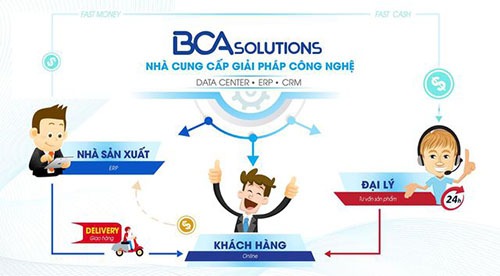 FAST MONEY
FAST CASH
BCA SOLUTIONS
NHÀ CUNG CẤP GIẢI PHÁP CÔNG NGHỆ
DATA CENTER • ERP • CRM
NHÀ SẢN XUẤT
ERP
ĐẠI LÝ
Tư vấn sản phẩm
24h
DELIVERY
Giao hàng
KHÁCH HÀNG
Online